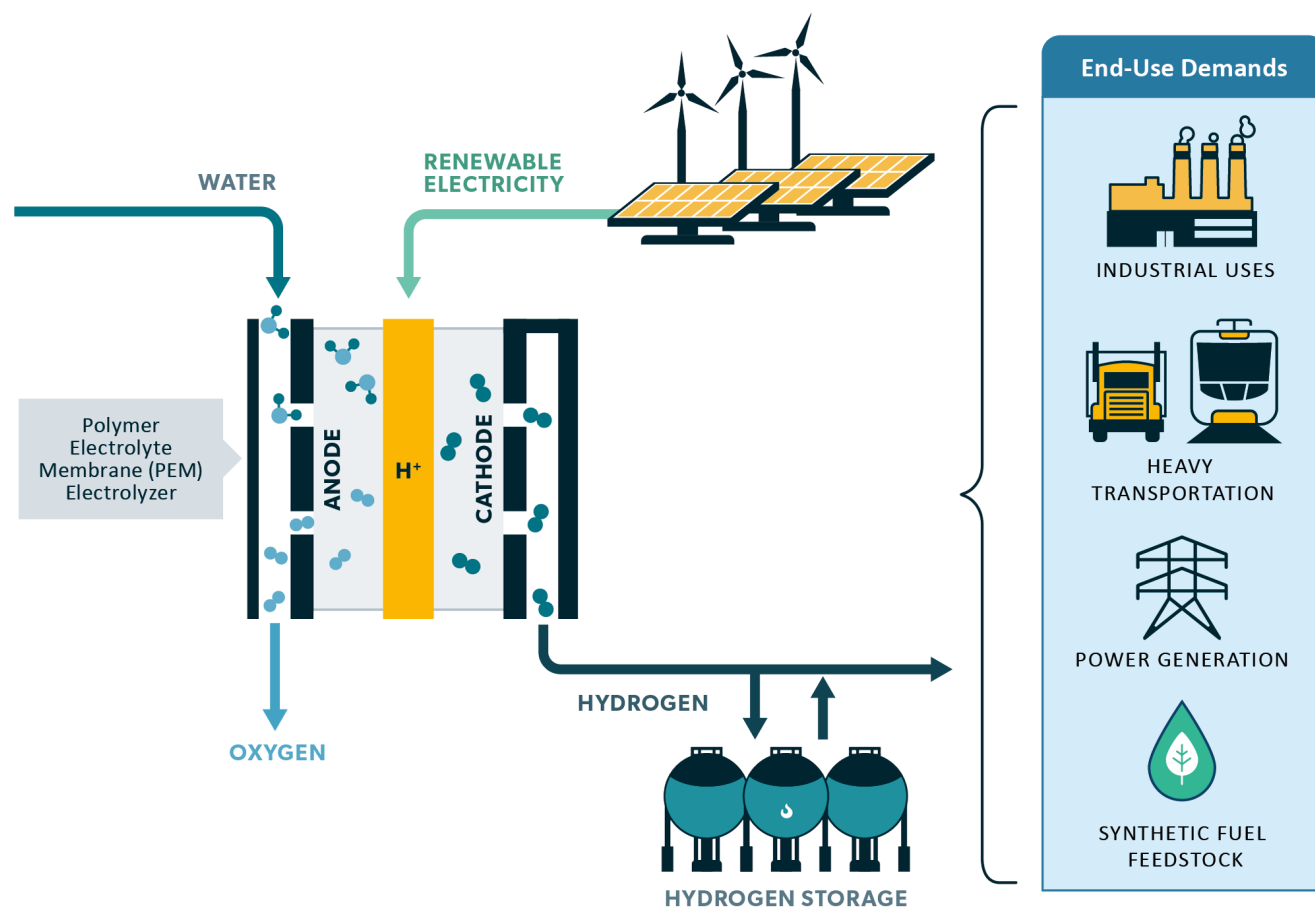 WATER
RENEWABLE
ELECTRICITY
Polymer
Electrolyte
Membrane (PEM)
Electrolyzer
ANODE
H⁺
CATHODE
OXYGEN
HYDROGEN
HYDROGEN STORAGE
End-Use Demands
INDUSTRIAL USES
HEAVY
TRANSPORTATION
POWER GENERATION
SYNTHETIC FUEL
FEEDSTOCK